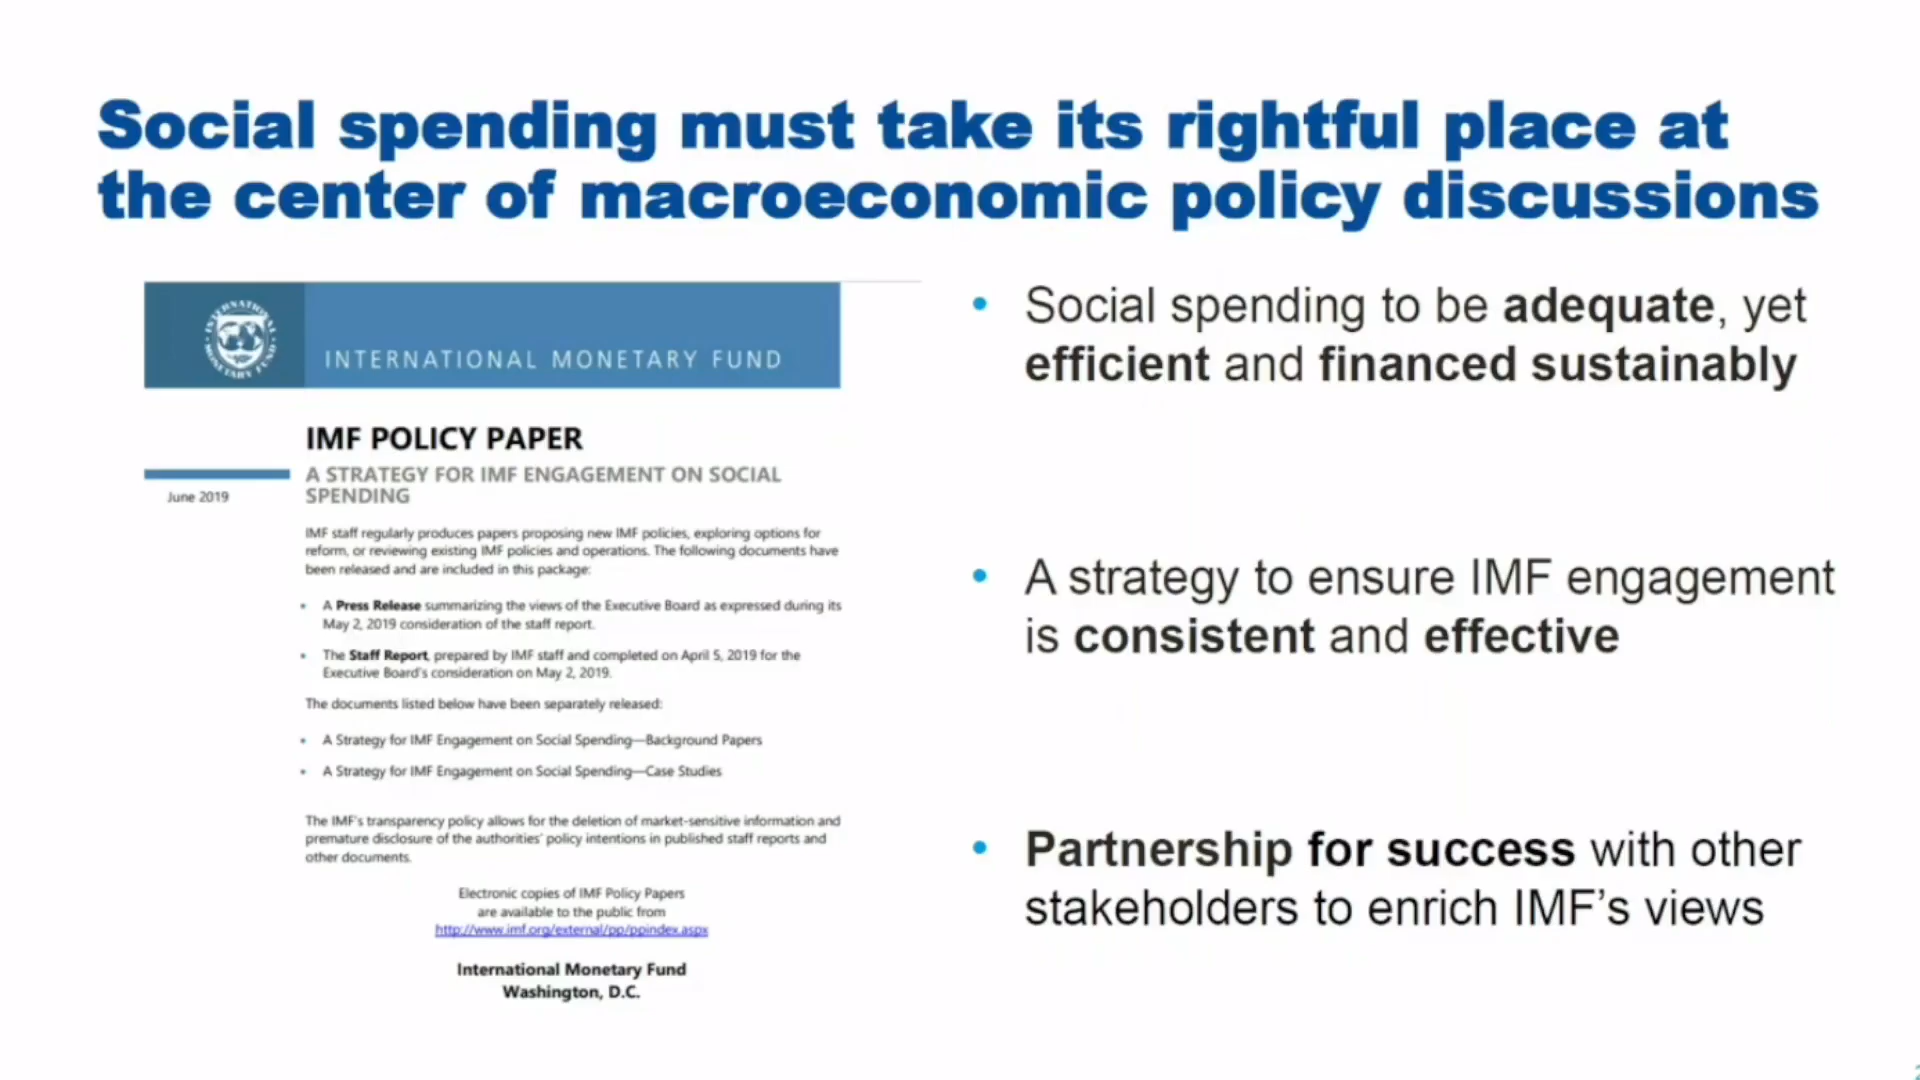 Social spending must take its rightful place at
the center of macroeconomic policy discussions
INTERNATIONAL MONETARY FUND
INTERNATIONAL MONETARY FUND
IMF POLICY PAPER
A STRATEGY FOR IMF ENGAGEMENT ON SOCIAL
SPENDING
June 2019
IMF staff regularly produces papers proposing new IMF policies, exploring options for
reform, or reviewing existing IMF policies and operations. The following documents have
been released and are included in this package:
• A Press Release summarizing the views of the Executive Board as expressed during its
May 2, 2019 consideration of the staff report.
• The Staff Report, prepared by IMF staff and completed on April 5, 2019 for the
Executive Board's consideration on May 2, 2019.
The documents listed below have been separately released:
• A Strategy for IMF Engagement on Social Spending—Background Papers
• A Strategy for IMF Engagement on Social Spending—Case Studies
The IMF's transparency policy allows for the deletion of market-sensitive information and
premature disclosure of the authorities' policy intentions in published staff reports and
other documents.
Electronic copies of IMF Policy Papers
are available to the public from
http://www.imf.org/external/pp/ppindex.aspx
International Monetary Fund
Washington, D.C.
• Social spending to be adequate, yet
efficient and financed sustainably
• A strategy to ensure IMF engagement
is consistent and effective
• Partnership for success with other
stakeholders to enrich IMF’s views